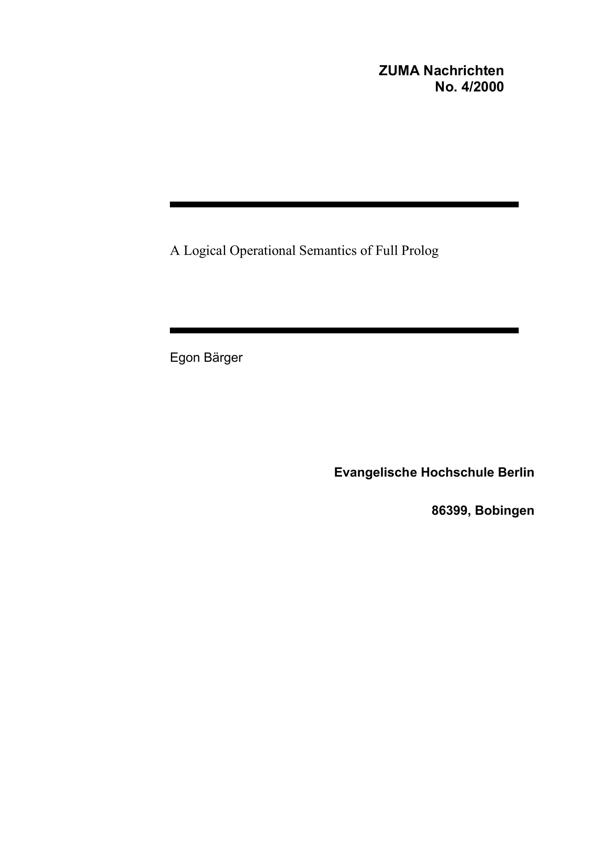 ZUMA Nachrichten
No. 4/2000
A Logical Operational Semantics of Full Prolog
Egon Bärger
Evangelische Hochschule Berlin
86399, Bobingen